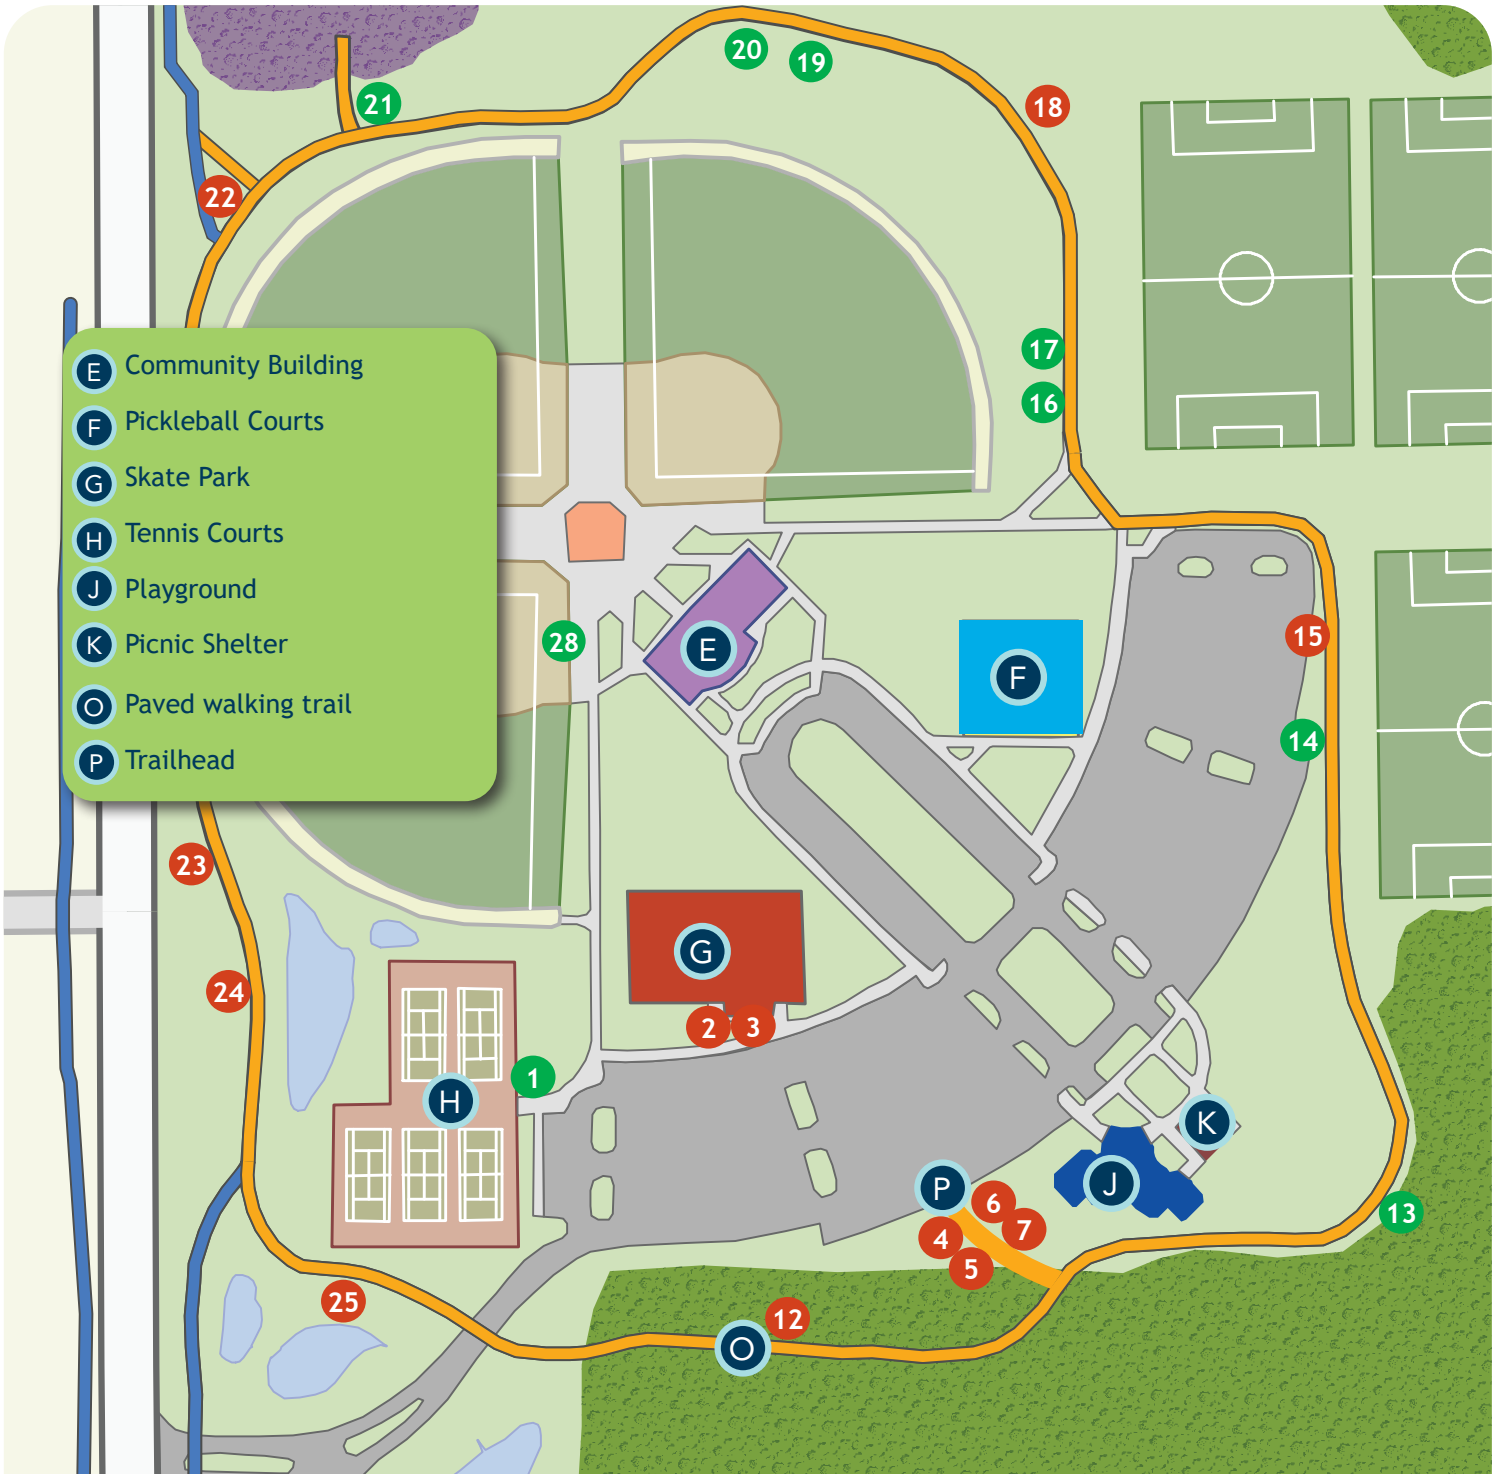 20
19
21
18
22
17
16
E Community Building
F Pickleball Courts
G Skate Park
H Tennis Courts
J Playground
K Picnic Shelter
O Paved walking trail
P Trailhead
28
E
F
15
14
23
G
24
2
3
1
H
K
J
P
6
7
4
5
13
25
12
O